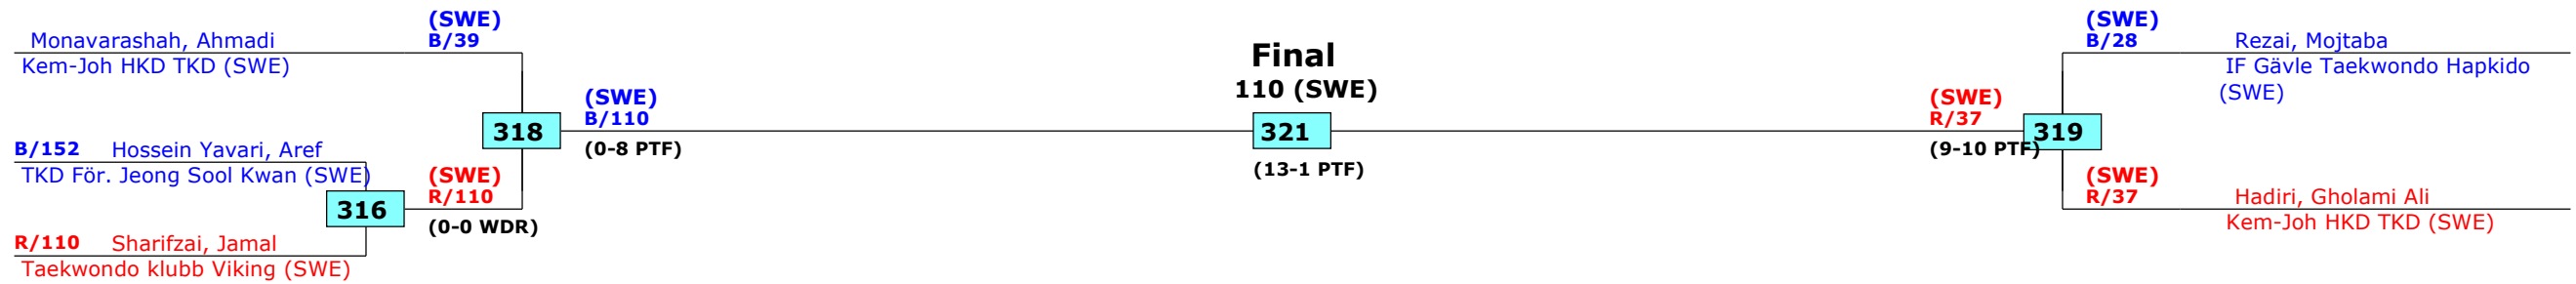 (SWE)
B/39
Monavarashah, Ahmadi
Kem-Joh HKD TKD (SWE)
318
(SWE)
B/110
(0-8 PTF)
B/152 Hossein Yavari, Aref
TKD För. Jeong Sool Kwan (SWE)
316
(SWE)
R/110
(0-0 WDR)
R/110 Sharifzai, Jamal
Taekwondo klubb Viking (SWE)
Final
110 (SWE)
321
(13-1 PTF)
(SWE)
B/28
Rezai, Mojtaba
IF Gävle Taekwondo Hapkido
(SWE)
(SWE)
R/37
319
(9-10 PTF)
(SWE)
R/37
Hadiri, Gholami Ali
Kem-Joh HKD TKD (SWE)